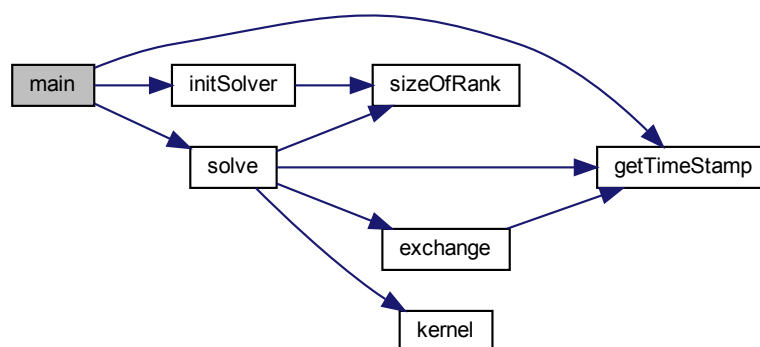 main
initSolver
sizeOfRank
solve
getTimeStamp
exchange
kernel